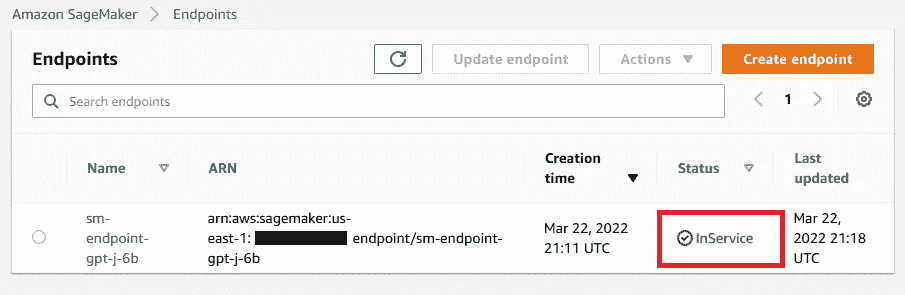 Amazon SageMaker > Endpoints
Endpoints
Update endpoint
Actions
Create endpoint
Search endpoints
1
Name
ARN
Creation
time
Status
Last
updated
sm-
endpoint-
gpt-j-6b
arn:aws:sagemaker:us-
east-1: endpoint/sm-endpoint-
gpt-j-6b
Mar 22, 2022
21:11 UTC
InService
Mar 22,
2022 21:18
UTC